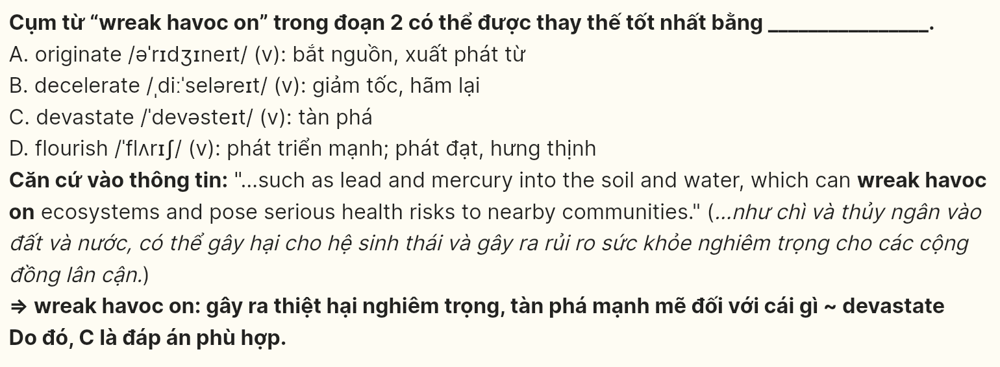 Cụm từ “wreak havoc on” trong đoạn 2 có thể được thay thế tốt nhất bằng ________________.
A. originate /əˈrɪdʒɪneɪt/ (v): bắt nguồn, xuất phát từ
B. decelerate /ˌdiːˈseləreɪt/ (v): giảm tốc, hãm lại
C. devastate /ˈdevəsteɪt/ (v): tàn phá
D. flourish /ˈflʌrɪʃ/ (v): phát triển mạnh; phát đạt, hưng thịnh
Căn cứ vào thông tin: "...such as lead and mercury into the soil and water, which can wreak havoc
on ecosystems and pose serious health risks to nearby communities." (...như chì và thủy ngân vào
đất và nước, có thể gây hại cho hệ sinh thái và gây ra rủi ro sức khỏe nghiêm trọng cho các cộng
đồng lân cận.)
⇒ wreak havoc on: gây ra thiệt hại nghiêm trọng, tàn phá mạnh mẽ đối với cái gì ~ devastate
Do đó, C là đáp án phù hợp.